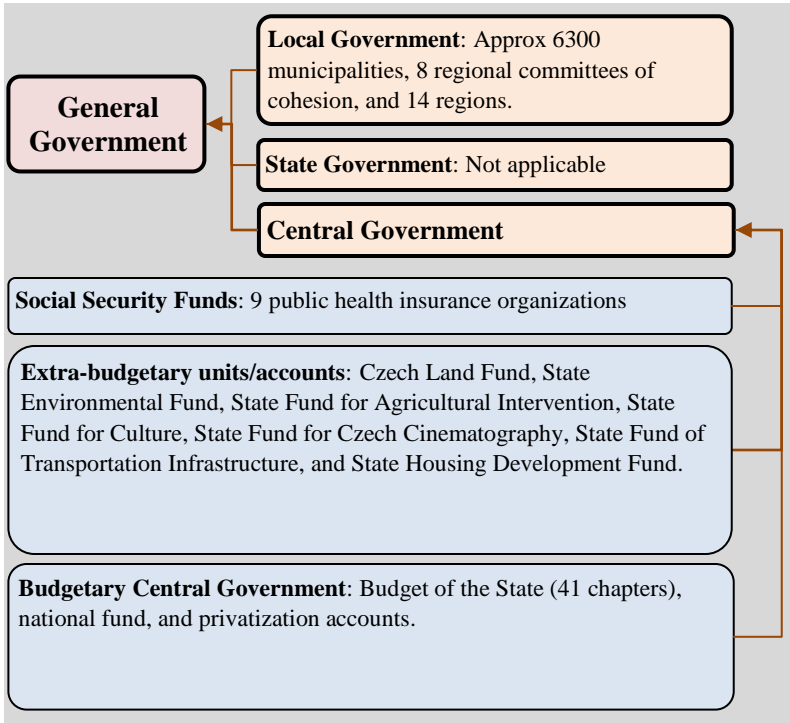 General
Government
Local Government: Approx 6300
municipalities, 8 regional committees of
cohesion, and 14 regions.
State Government: Not applicable
Central Government
Social Security Funds: 9 public health insurance organizations
Extra-budgetary units/accounts: Czech Land Fund, State
Environmental Fund, State Fund for Agricultural Intervention, State
Fund for Culture, State Fund for Czech Cinematography, State Fund of
Transportation Infrastructure, and State Housing Development Fund.
Budgetary Central Government: Budget of the State (41 chapters),
national fund, and privatization accounts.